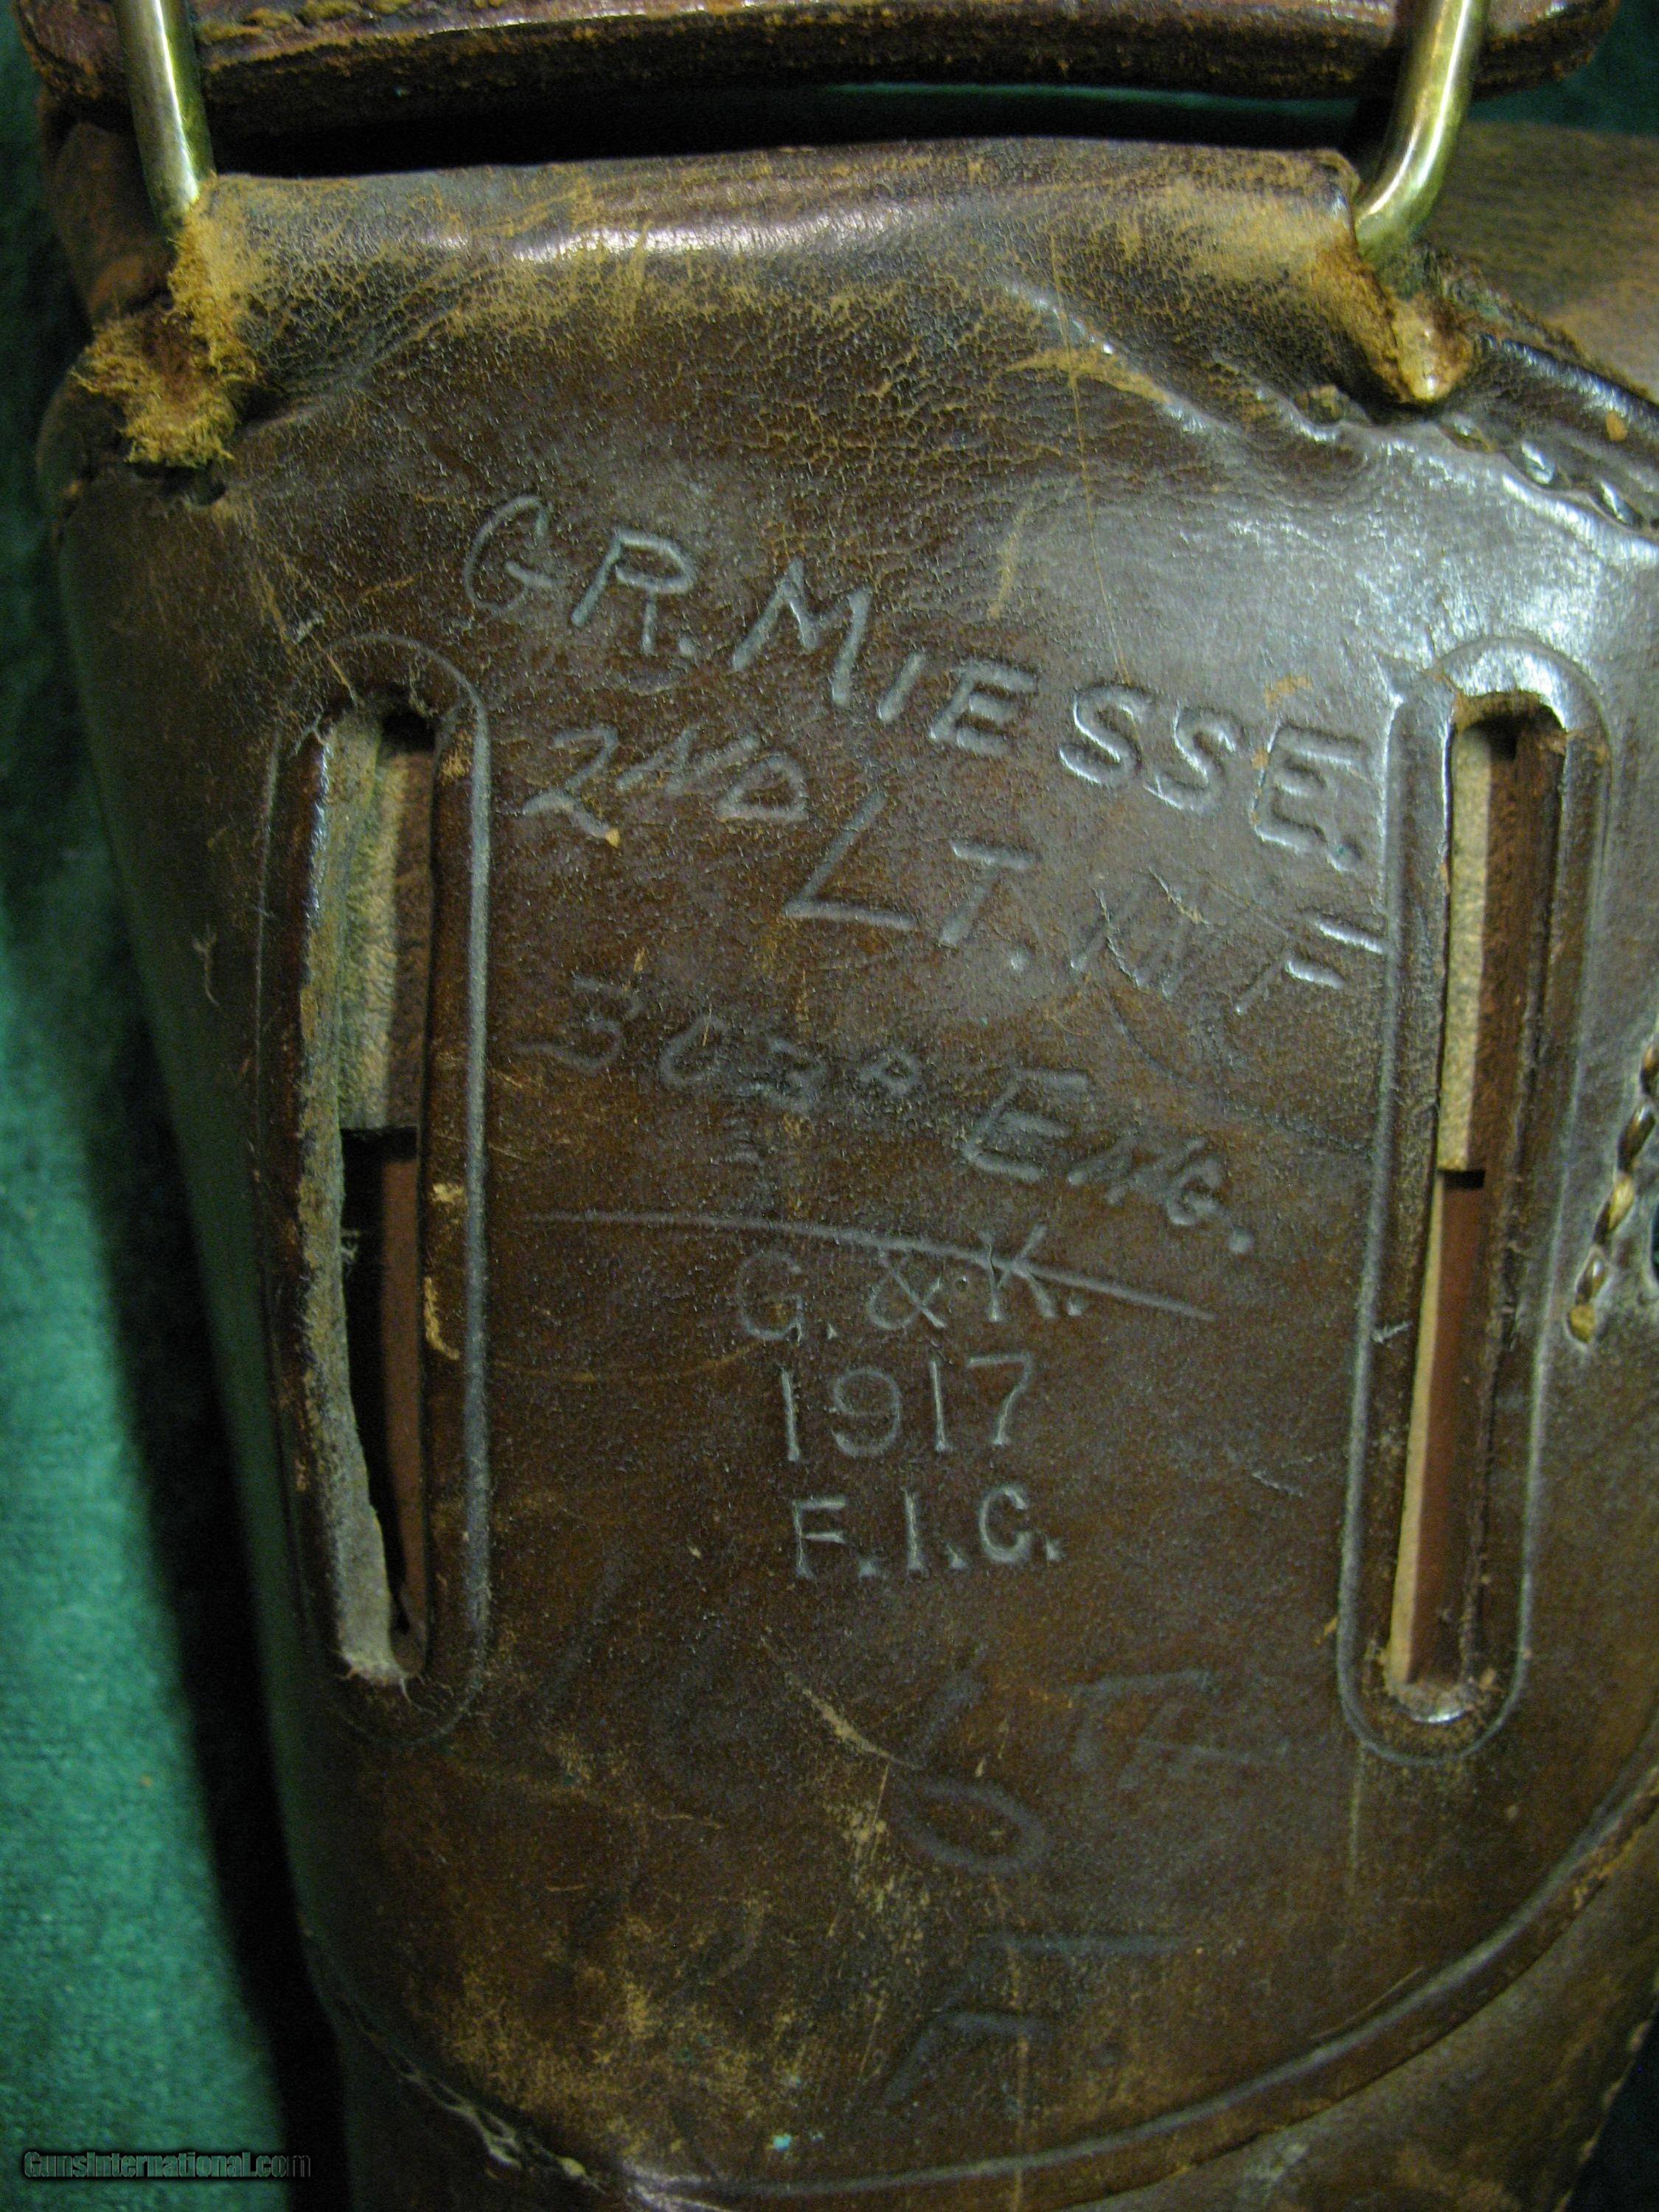 G.R. MIESSE.
2ND LT. INF
303RD ENG.
G. & K.
1917
F.I.C.
GunsInternational.com